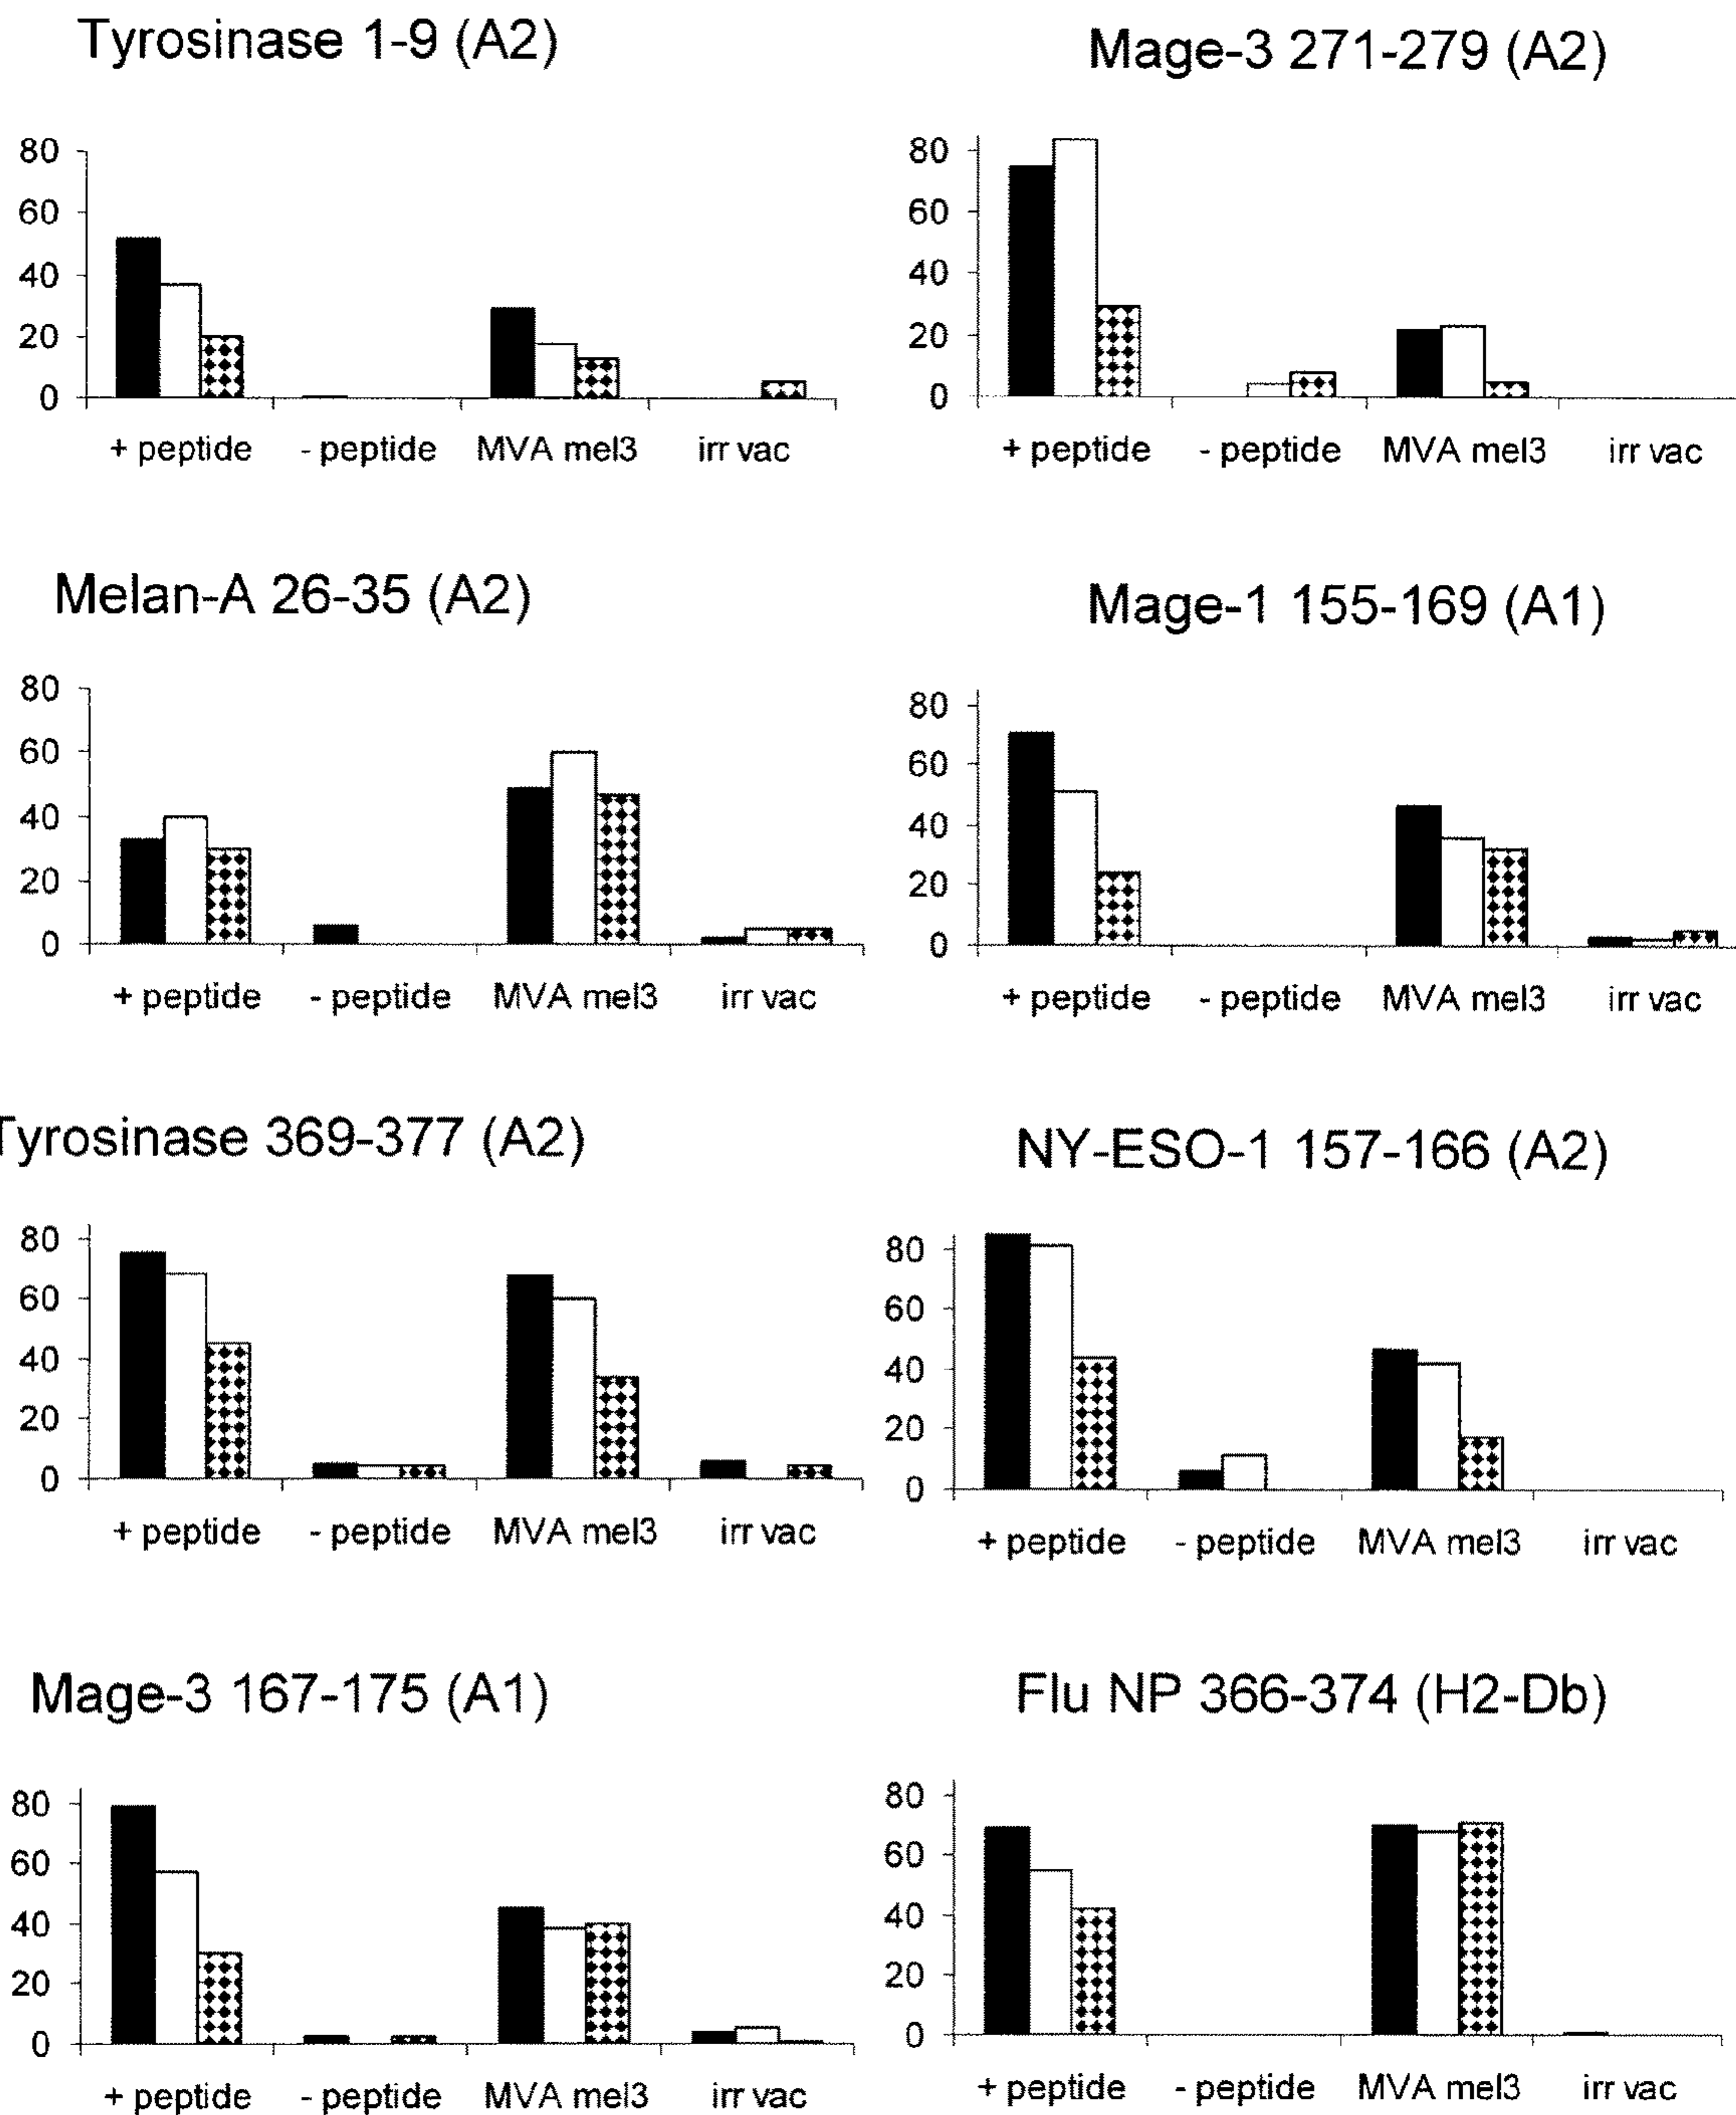 Tyrosinase 1-9 (A2)
80
60
40
20
0
+ peptide - peptide MVA mel3 irr vac
Mage-3 271-279 (A2)
80
60
40
20
0
+ peptide - peptide MVA mel3 irr vac
Melan-A 26-35 (A2)
80
60
40
20
0
+ peptide - peptide MVA mel3 irr vac
Mage-1 155-169 (A1)
80
60
40
20
0
+ peptide - peptide MVA mel3 irr vac
Tyrosinase 369-377 (A2)
80
60
40
20
0
+ peptide - peptide MVA mel3 irr vac
NY-ESO-1 157-166 (A2)
80
60
40
20
0
+ peptide - peptide MVA mel3 irr vac
Mage-3 167-175 (A1)
80
60
40
20
0
+ peptide - peptide MVA mel3 irr vac
Flu NP 366-374 (H2-Db)
80
60
40
20
0
+ peptide - peptide MVA mel3 irr vac